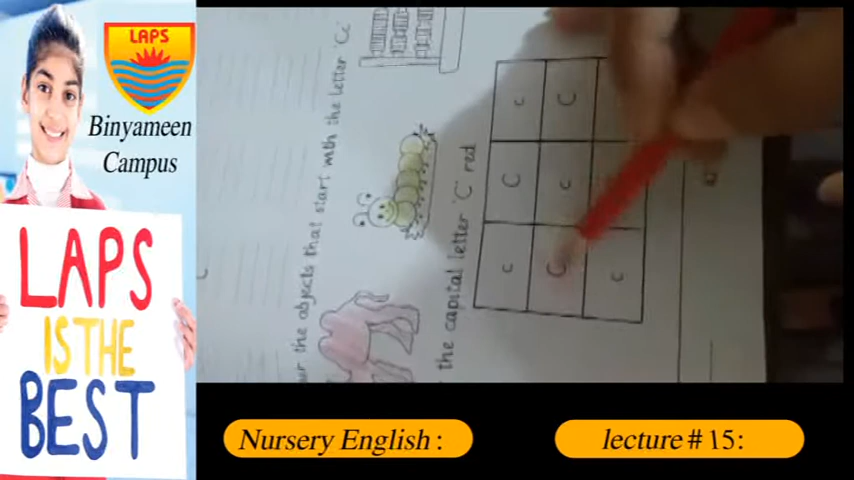 LAPS
Binyameen
Campus
LAPS
IS THE
BEST
the objects that start with the letter 'Cc'
the capital letter 'C' red
c C
C c
c C c
Nursery English :
lecture # 15: